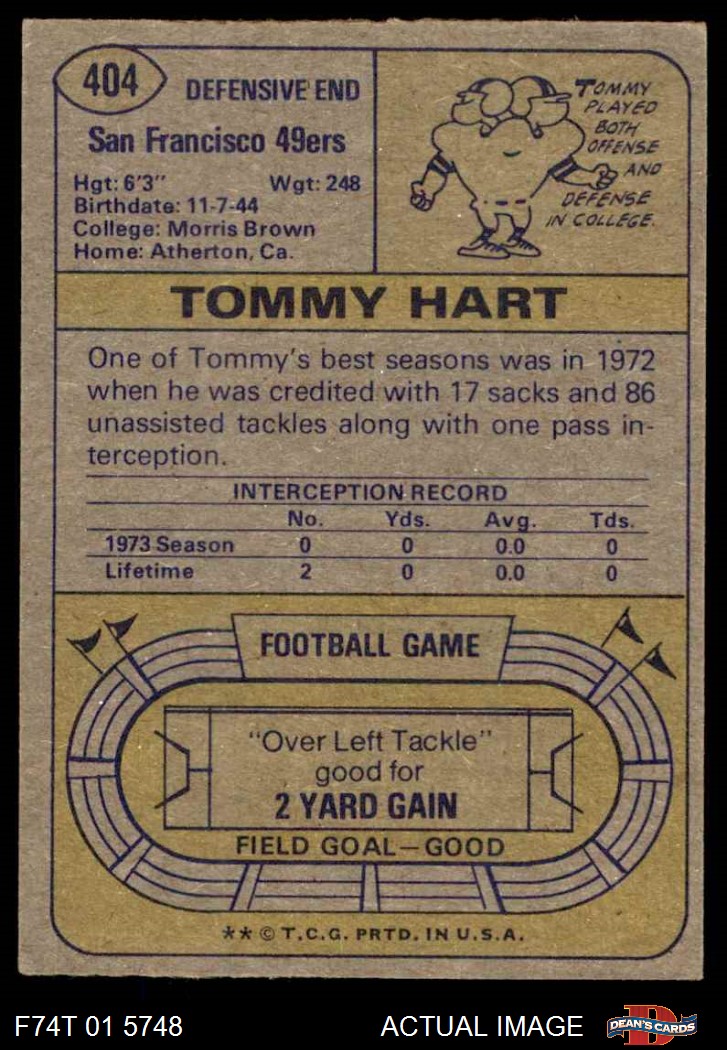 404
DEFENSIVE END
San Francisco 49ers
Hgt: 6'3" Wgt: 248
Birthdate: 11-7-44
College: Morris Brown
Home: Atherton, Ca.
TOMMY
PLAYED
BOTH
OFFENSE
AND
DEFENSE
IN COLLEGE.
TOMMY HART
One of Tommy's best seasons was in 1972
when he was credited with 17 sacks and 86
unassisted tackles along with one pass in-
terception.
INTERCEPTION RECORD
No. Yds. Avg. Tds.
1973 Season 0 0 0.0 0
Lifetime 2 0 0.0 0
FOOTBALL GAME
"Over Left Tackle"
good for
2 YARD GAIN
FIELD GOAL—GOOD
** © T.C.G. PRTD. IN U.S.A.
F74T 01 5748 ACTUAL IMAGE
D
DEAN'S CARDS